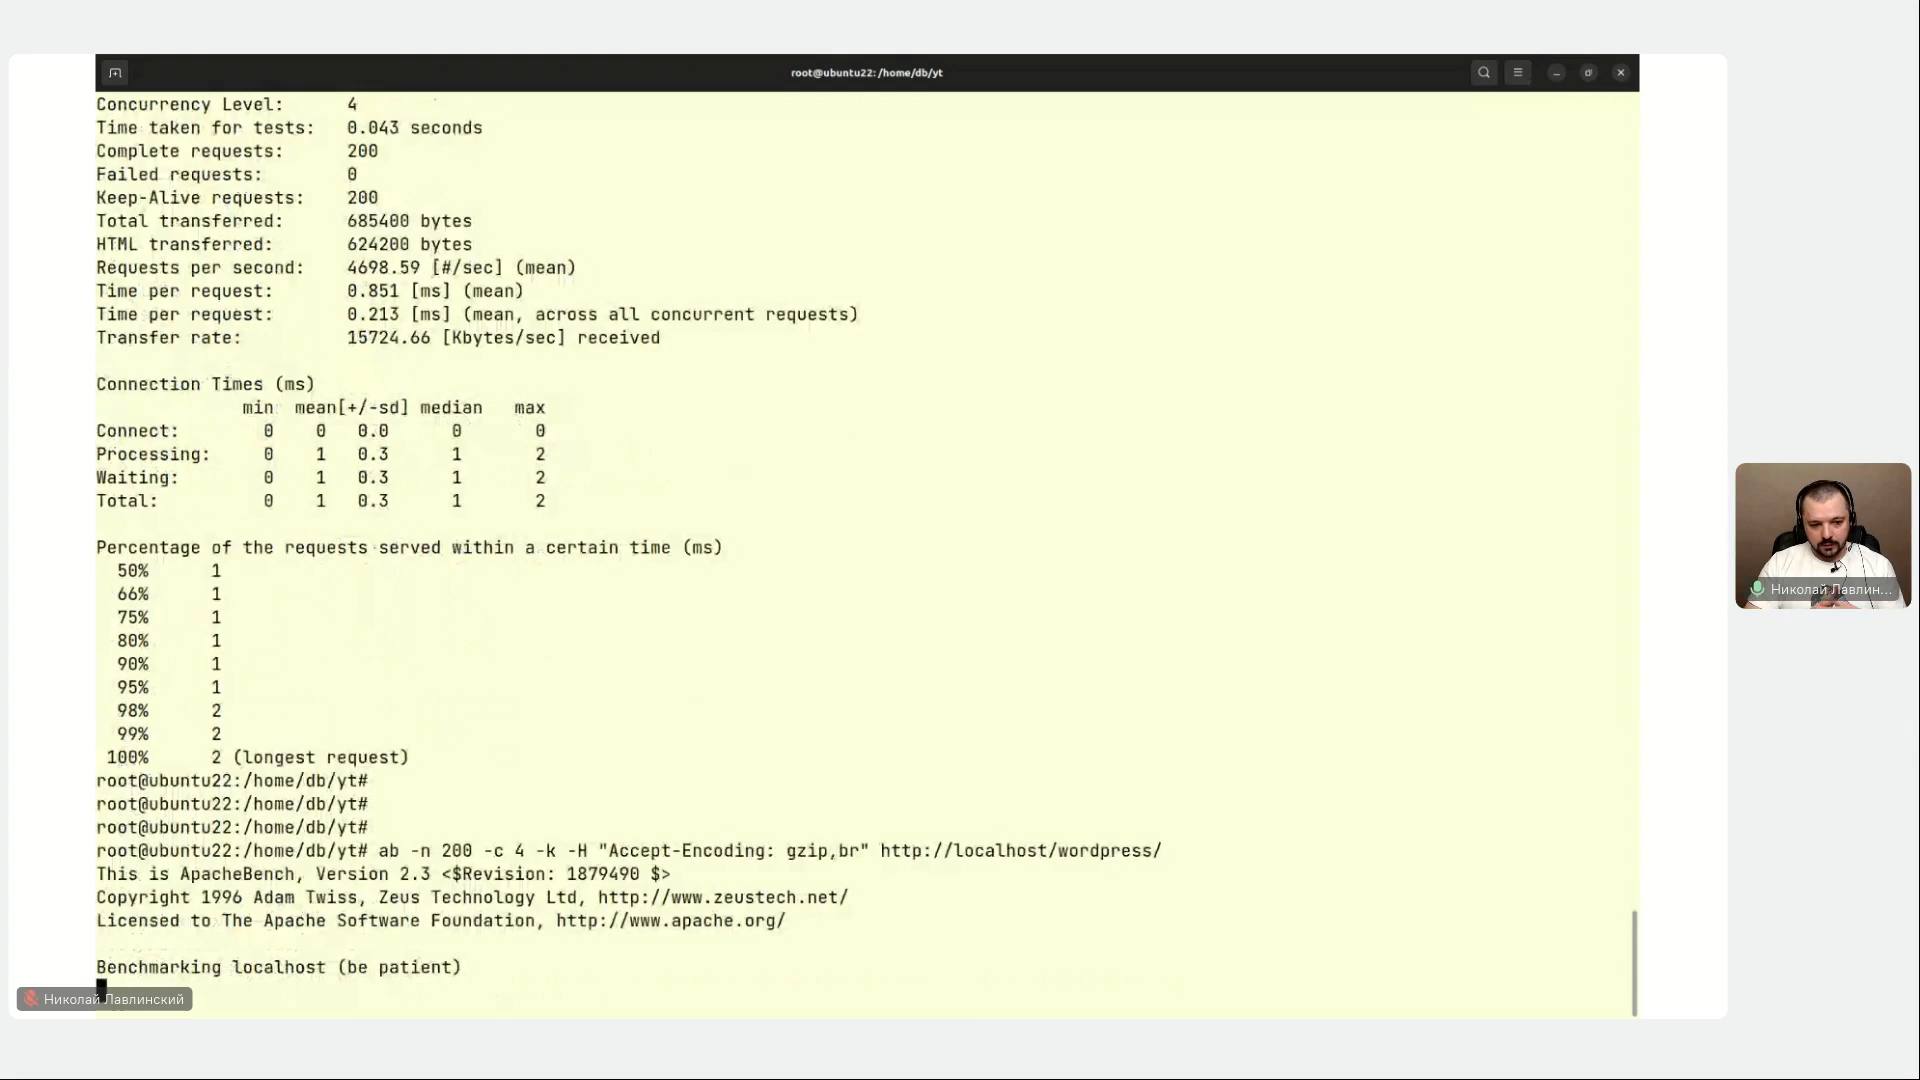 root@ubuntu22: /home/db/yt
Concurrency Level:      4
Time taken for tests:   0.043 seconds
Complete requests:      200
Failed requests:        0
Keep-Alive requests:    200
Total transferred:      685400 bytes
HTML transferred:       624200 bytes
Requests per second:    4698.59 [#/sec] (mean)
Time per request:       0.851 [ms] (mean)
Time per request:       0.213 [ms] (mean, across all concurrent requests)
Transfer rate:          15724.66 [Kbytes/sec] received
Connection Times (ms)
              min  mean[+/-sd] median   max
Connect:        0    0   0.0      0       0
Processing:     0    1   0.3      1       2
Waiting:        0    1   0.3      1       2
Total:          0    1   0.3      1       2
Percentage of the requests served within a certain time (ms)
  50%      1
  66%      1
  75%      1
  80%      1
  90%      1
  95%      1
  98%      2
  99%      2
 100%      2 (longest request)
root@ubuntu22:/home/db/yt#
root@ubuntu22:/home/db/yt#
root@ubuntu22:/home/db/yt#
root@ubuntu22:/home/db/yt# ab -n 200 -c 4 -k -H "Accept-Encoding: gzip,br" http://localhost/wordpress/
This is ApacheBench, Version 2.3 <$Revision: 1879490 $>
Copyright 1996 Adam Twiss, Zeus Technology Ltd, http://www.zeustech.net/
Licensed to The Apache Software Foundation, http://www.apache.org/
Benchmarking localhost (be patient)
Николай Лавлинский
Николай Лавлин...